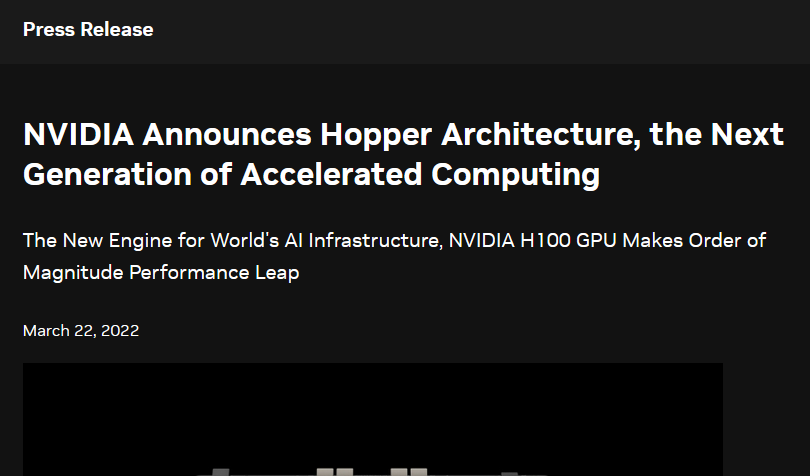 Press Release
NVIDIA Announces Hopper Architecture, the Next
Generation of Accelerated Computing
The New Engine for World's AI Infrastructure, NVIDIA H100 GPU Makes Order of
Magnitude Performance Leap
March 22, 2022